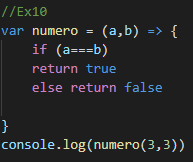 //Ex10
var numero = (a,b) => {
    if (a===b)
    return true
    else return false

}
console.log(numero(3,3))